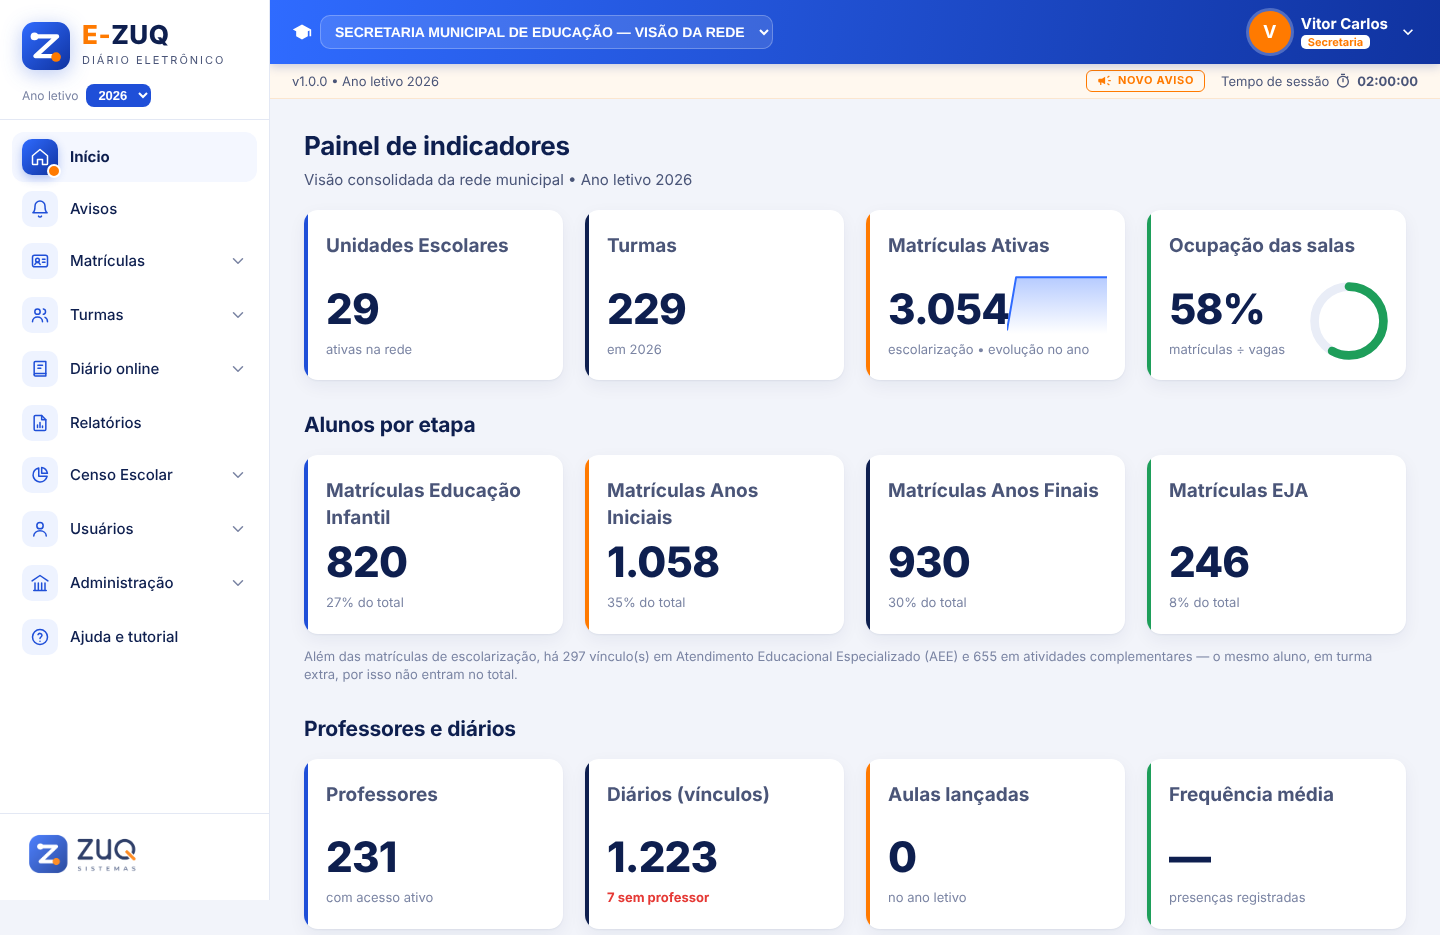 E-ZUQ
DIÁRIO ELETRÔNICO
Ano letivo 2026
Início
Avisos
Matrículas
Turmas
Diário online
Relatórios
Censo Escolar
Usuários
Administração
Ajuda e tutorial
ZUQ
SISTEMAS
SECRETARIA MUNICIPAL DE EDUCAÇÃO — VISÃO DA REDE
V
Vitor Carlos
Secretaria
v1.0.0 • Ano letivo 2026
NOVO AVISO
Tempo de sessão 02:00:00
Painel de indicadores
Visão consolidada da rede municipal • Ano letivo 2026
Unidades Escolares
29
ativas na rede
Turmas
229
em 2026
Matrículas Ativas
3.054
escolarização • evolução no ano
Ocupação das salas
58%
matrículas ÷ vagas
Alunos por etapa
Matrículas Educação
Infantil
820
27% do total
Matrículas Anos
Iniciais
1.058
35% do total
Matrículas Anos Finais
930
30% do total
Matrículas EJA
246
8% do total
Além das matrículas de escolarização, há 297 vínculo(s) em Atendimento Educacional Especializado (AEE) e 655 em atividades complementares — o mesmo aluno, em turma
extra, por isso não entram no total.
Professores e diários
Professores
231
com acesso ativo
Diários (vínculos)
1.223
7 sem professor
Aulas lançadas
0
no ano letivo
Frequência média
—
presenças registradas